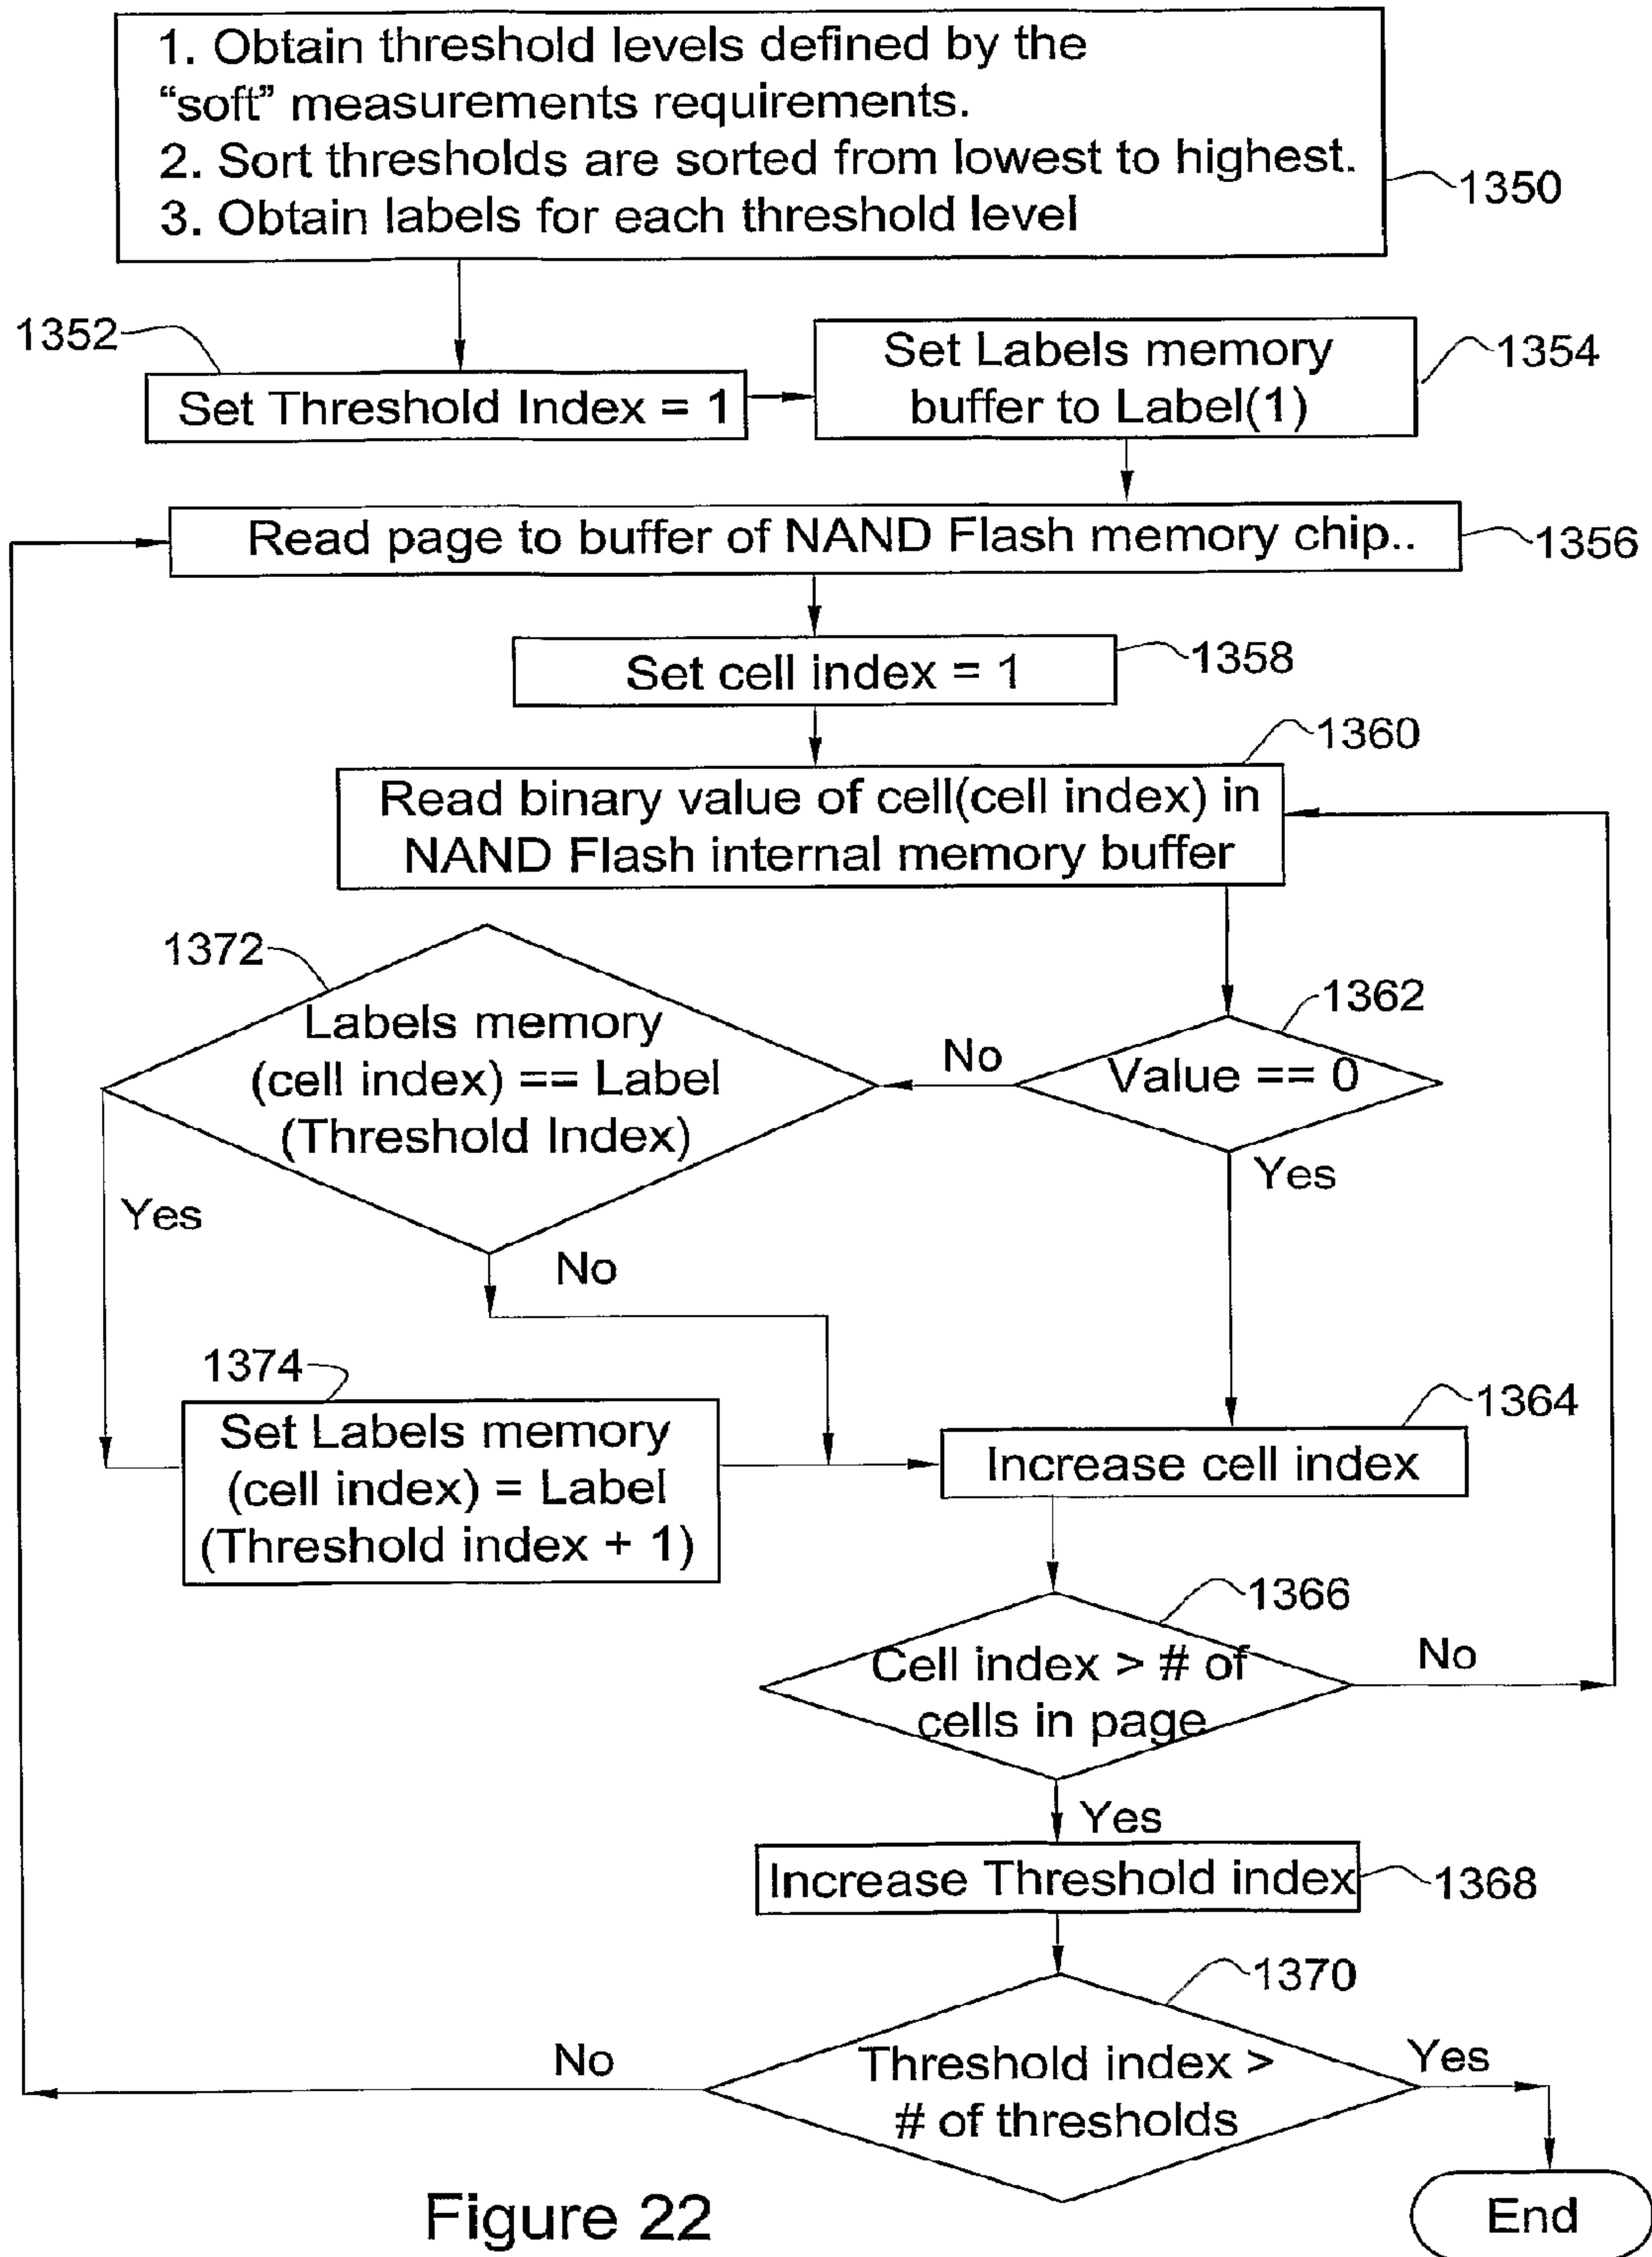 1. Obtain threshold levels defined by the
“soft” measurements requirements.
2. Sort thresholds are sorted from lowest to highest.
3. Obtain labels for each threshold level
1350
1352
Set Threshold Index = 1
Set Labels memory
buffer to Label(1)
1354
Read page to buffer of NAND Flash memory chip..
1356
Set cell index = 1
1358
1360
Read binary value of cell(cell index) in
NAND Flash internal memory buffer
1372
Labels memory
(cell index) == Label
(Threshold Index)
No
1362
Value == 0
Yes
Yes
No
1374
Set Labels memory
(cell index) = Label
(Threshold index + 1)
1364
Increase cell index
1366
Cell index > # of
cells in page
No
Yes
Increase Threshold index
1368
1370
Threshold index >
# of thresholds
No
Yes
End
Figure 22